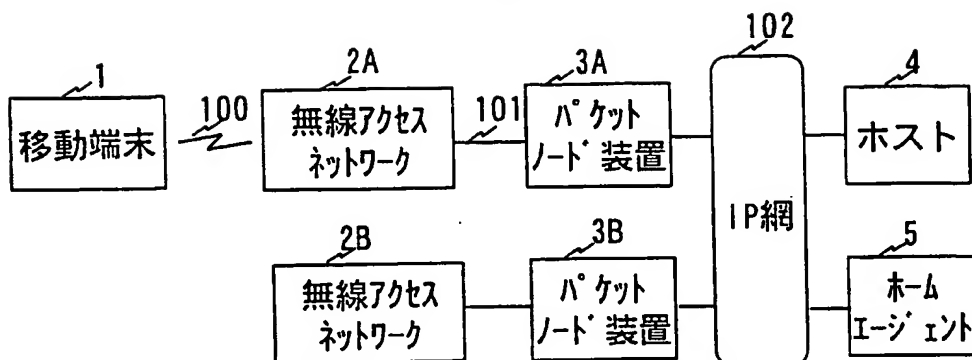 1
移動端末
100
2A
無線アクセス
ネットワーク
101
3A
パケット
ノード装置
102
IP網
4
ホスト
2B
無線アクセス
ネットワーク
3B
パケット
ノード装置
5
ホーム
エージェント